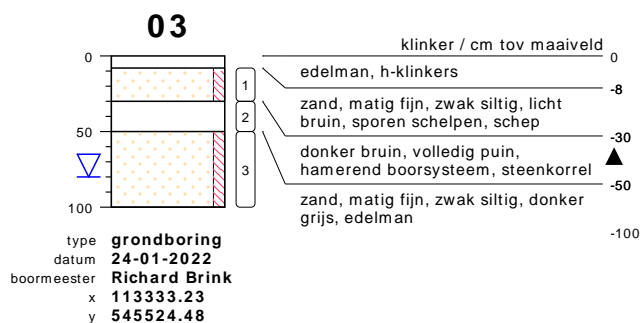 03
klinker / cm tov maaiveld
0
0
edelman, h-klinkers
-8
1
zand, matig fijn, zwak siltig, licht
bruin, sporen schelpen, schep
2
-30
50
donker bruin, volledig puin,
hamerend boorsysteem, steenkorrel
3
-50
zand, matig fijn, zwak siltig, donker
grijs, edelman
100
-100
type grondboring
datum 24-01-2022
boormeester Richard Brink
x 113333.23
y 545524.48